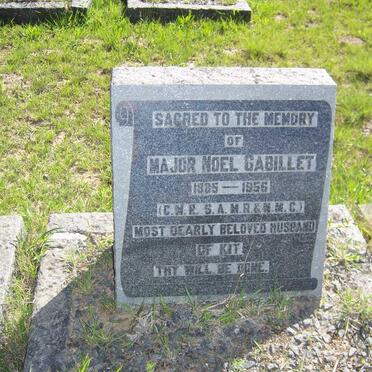 SACRED TO THE MEMORY
OF
MAJOR NOEL GABILLET
1885 — 1956
(C.M.R. S.A.M.R & N.M.C.)
MOST DEARLY BELOVED HUSBAND
OF KIT
THY WILL BE DONE.